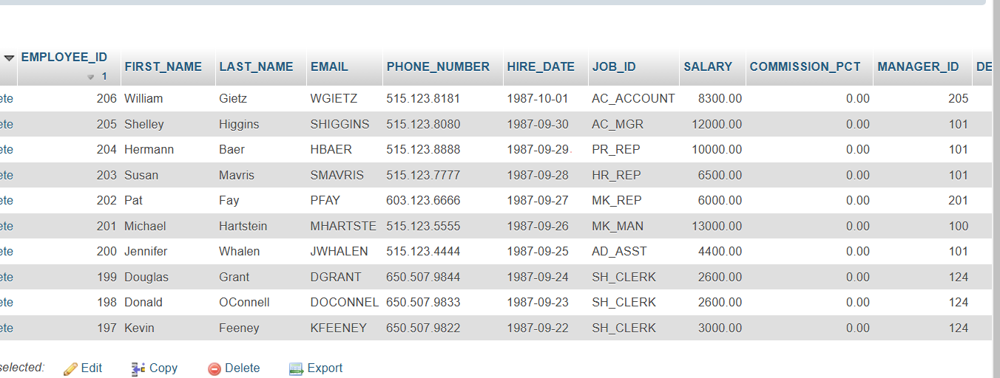 EMPLOYEE_ID 1 FIRST_NAME LAST_NAME EMAIL PHONE_NUMBER HIRE_DATE JOB_ID SALARY COMMISSION_PCT MANAGER_ID DE
ete 206 William Gietz WGIETZ 515.123.8181 1987-10-01 AC_ACCOUNT 8300.00 0.00 205
ete 205 Shelley Higgins SHIGGINS 515.123.8080 1987-09-30 AC_MGR 12000.00 0.00 101
ete 204 Hermann Baer HBAER 515.123.8888 1987-09-29 PR_REP 10000.00 0.00 101
ete 203 Susan Mavris SMAVRIS 515.123.7777 1987-09-28 HR_REP 6500.00 0.00 101
ete 202 Pat Fay PFAY 603.123.6666 1987-09-27 MK_REP 6000.00 0.00 201
ete 201 Michael Hartstein MHARTSTE 515.123.5555 1987-09-26 MK_MAN 13000.00 0.00 100
ete 200 Jennifer Whalen JWHALEN 515.123.4444 1987-09-25 AD_ASST 4400.00 0.00 101
ete 199 Douglas Grant DGRANT 650.507.9844 1987-09-24 SH_CLERK 2600.00 0.00 124
ete 198 Donald OConnell DOCONNEL 650.507.9833 1987-09-23 SH_CLERK 2600.00 0.00 124
ete 197 Kevin Feeney KFEENEY 650.507.9822 1987-09-22 SH_CLERK 3000.00 0.00 124
selected: Edit Copy Delete Export